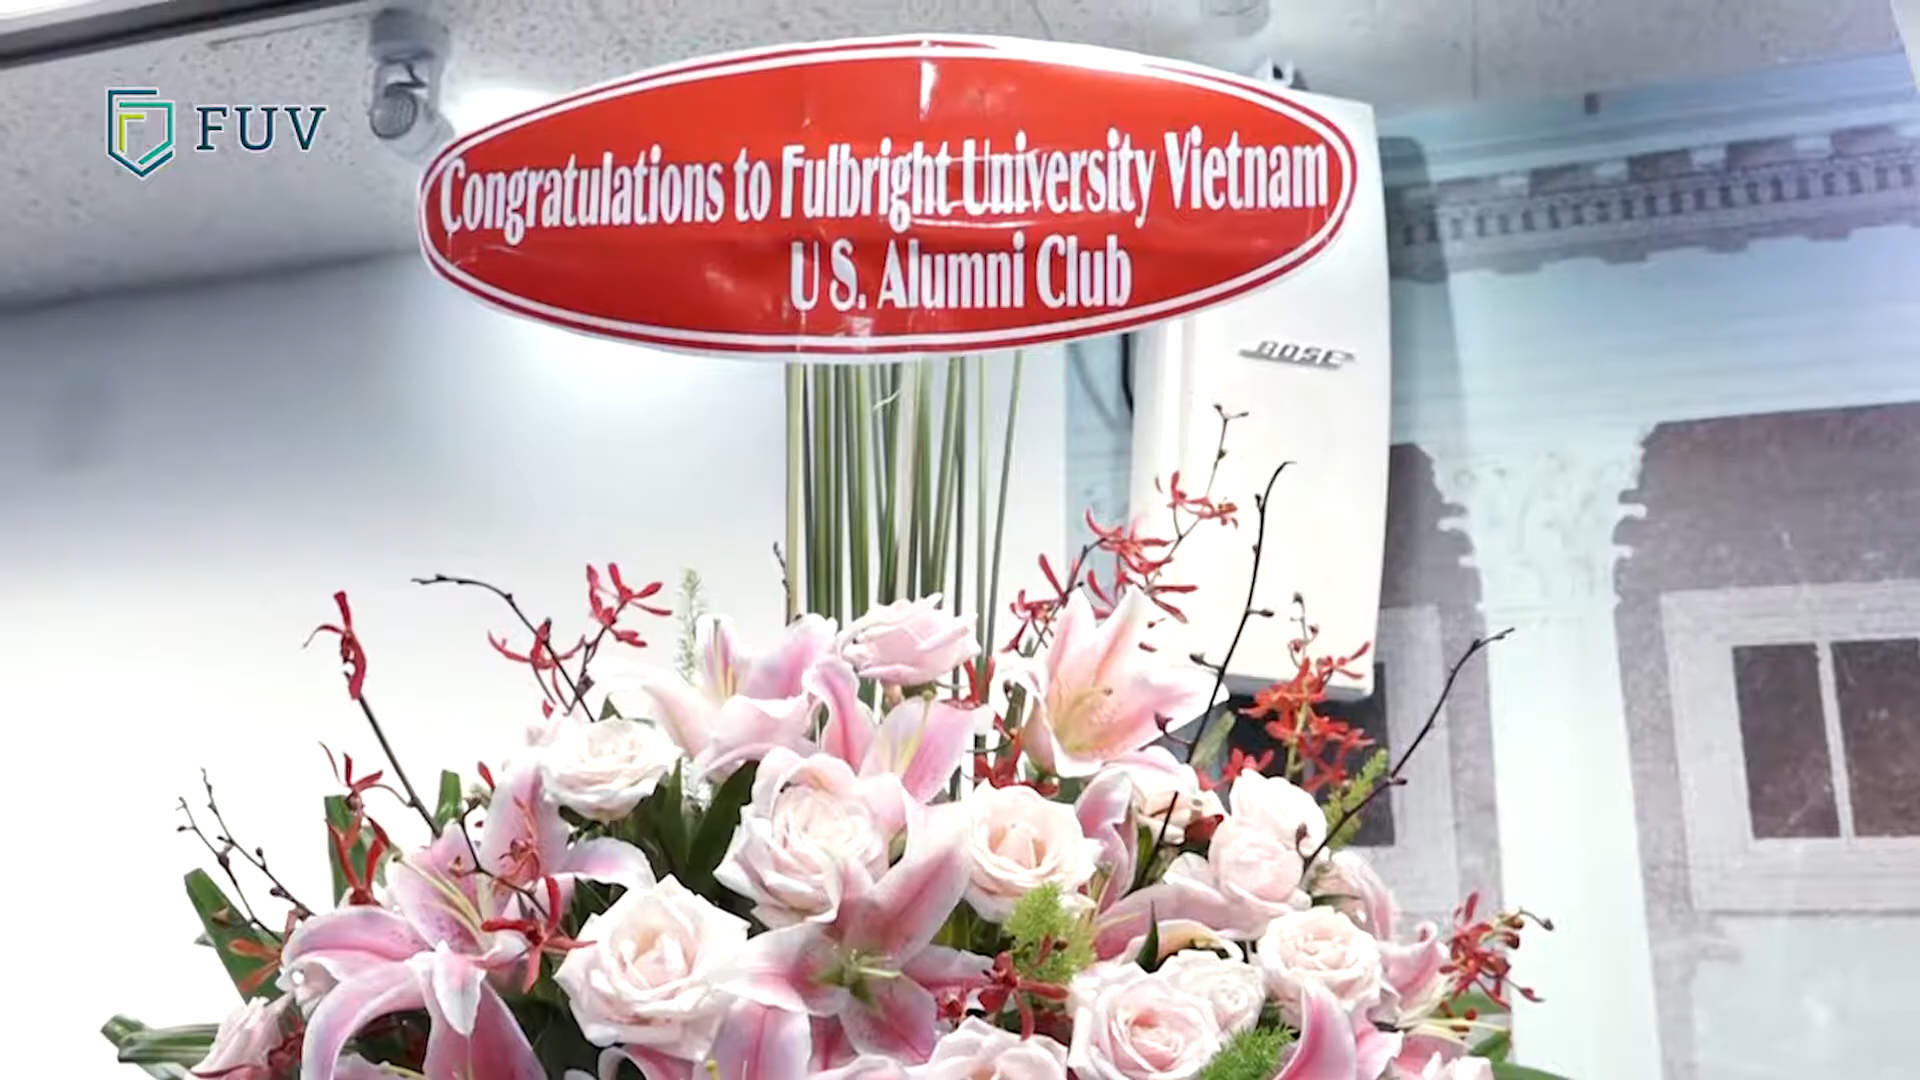 FUV
Congratulations to Fulbright University Vietnam
U S. Alumni Club
BOSE